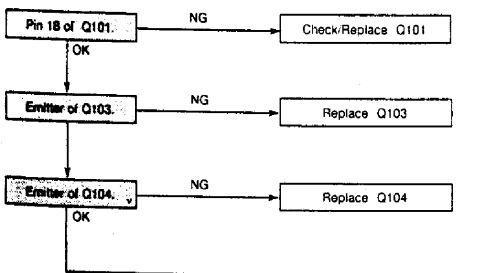 Pin 18 of Q101.
NG
Check/Replace Q101
OK
Emitter of Q103.
NG
Replace Q103
Emitter of Q104.
NG
Replace Q104
OK